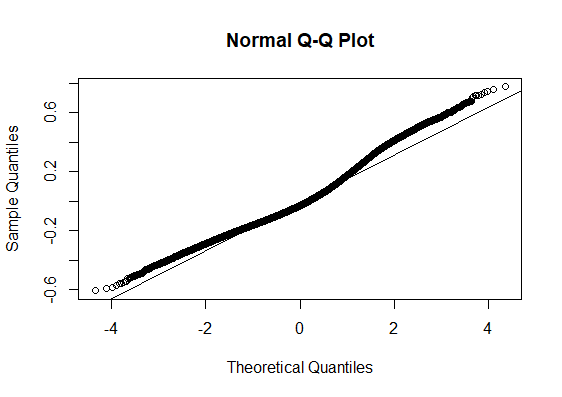 Normal Q-Q Plot
Sample Quantiles
0.6
0.2
-0.2
-0.6
-4 -2 0 2 4
Theoretical Quantiles